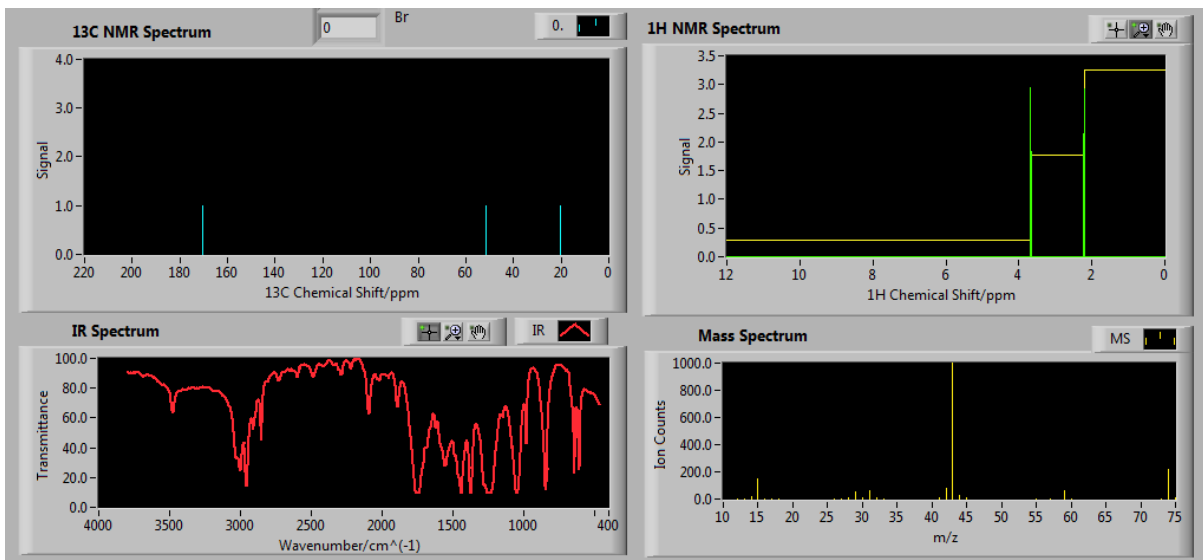 13C NMR Spectrum
0
Br
0.
4.0
3.0
2.0
1.0
0.0
Signal
220 200 180 160 140 120 100 80 60 40 20 0
13C Chemical Shift/ppm
1H NMR Spectrum
3.5
3.0
2.5
2.0
1.5
1.0
0.5
0.0
Signal
12 10 8 6 4 2 0
1H Chemical Shift/ppm
IR Spectrum
IR
100.0
80.0
60.0
40.0
20.0
0.0
Transmittance
4000 3000 2000 1000 400
Wavenumber/cm^(-1)
Mass Spectrum
MS
1000.0
800.0
600.0
400.0
200.0
0.0
Ion Counts
10 15 20 25 30 35 40 45 50 55 60 65 70 75
m/z